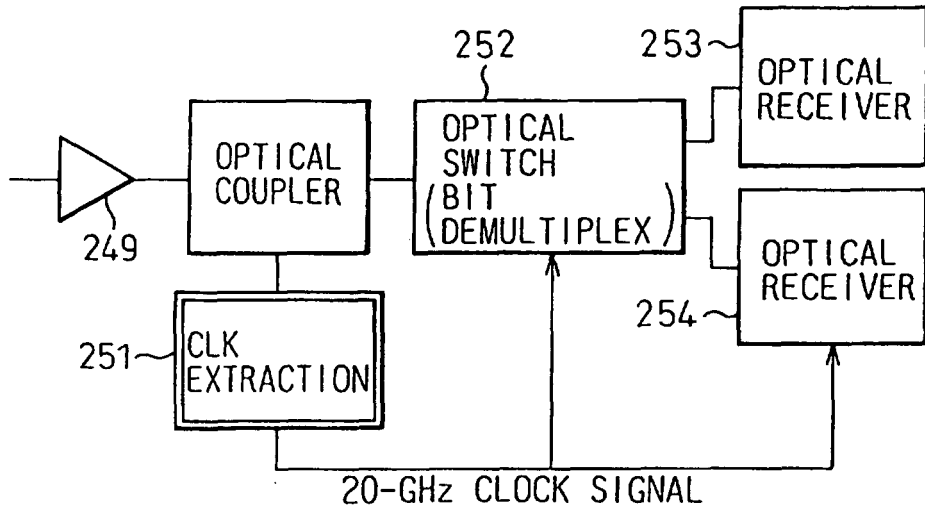 252
253
OPTICAL
RECEIVER
OPTICAL
COUPLER
OPTICAL
SWITCH
(BIT
DEMULTIPLEX)
249
OPTICAL
RECEIVER
254
251
CLK
EXTRACTION
20-GHz CLOCK SIGNAL